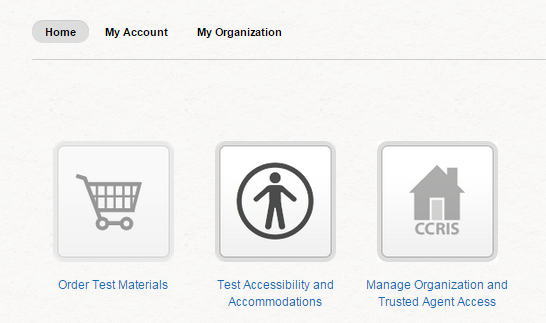 Home My Account My Organization
CCRIS
Order Test Materials
Test Accessibility and
Accommodations
Manage Organization and
Trusted Agent Access